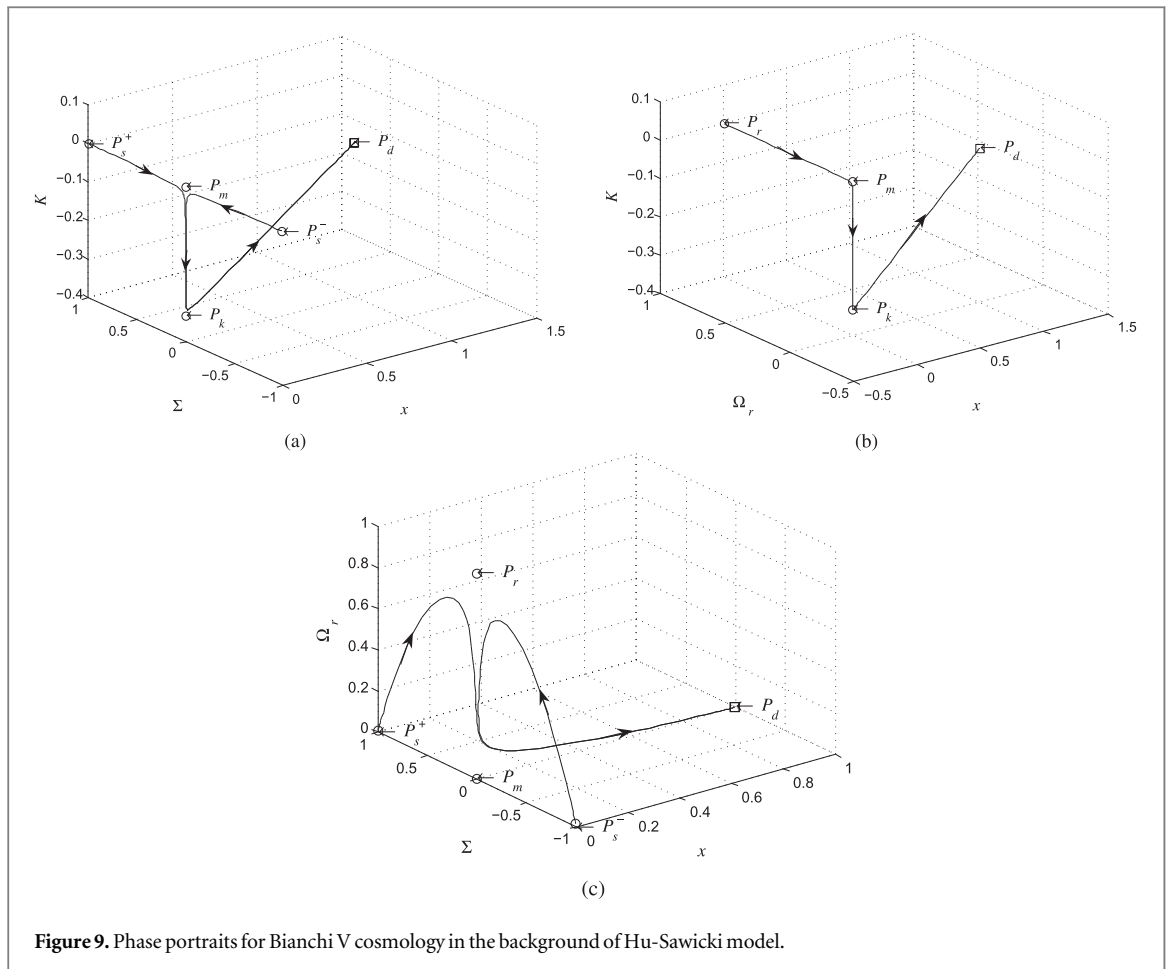 0.1
0
−0.1
−0.2
−0.3
−0.4
K
1
0.5
0
−0.5
−1
Σ
0
0.5
1
1.5
x
P_s^+
P_m
P_s^−
P_k
P_d
(a)
0.1
0
−0.1
−0.2
−0.3
−0.4
K
1
0.5
0
−0.5
Ω_r
−0.5
0
0.5
1
1.5
x
P_r
P_m
P_k
P_d
(b)
1
0.8
0.6
0.4
0.2
0
Ω_r
1
0.5
0
−0.5
−1
Σ
0
0.2
0.4
0.6
0.8
1
x
P_r
P_s^+
P_m
P_s^−
P_d
(c)
Figure 9. Phase portraits for Bianchi V cosmology in the background of Hu-Sawicki model.